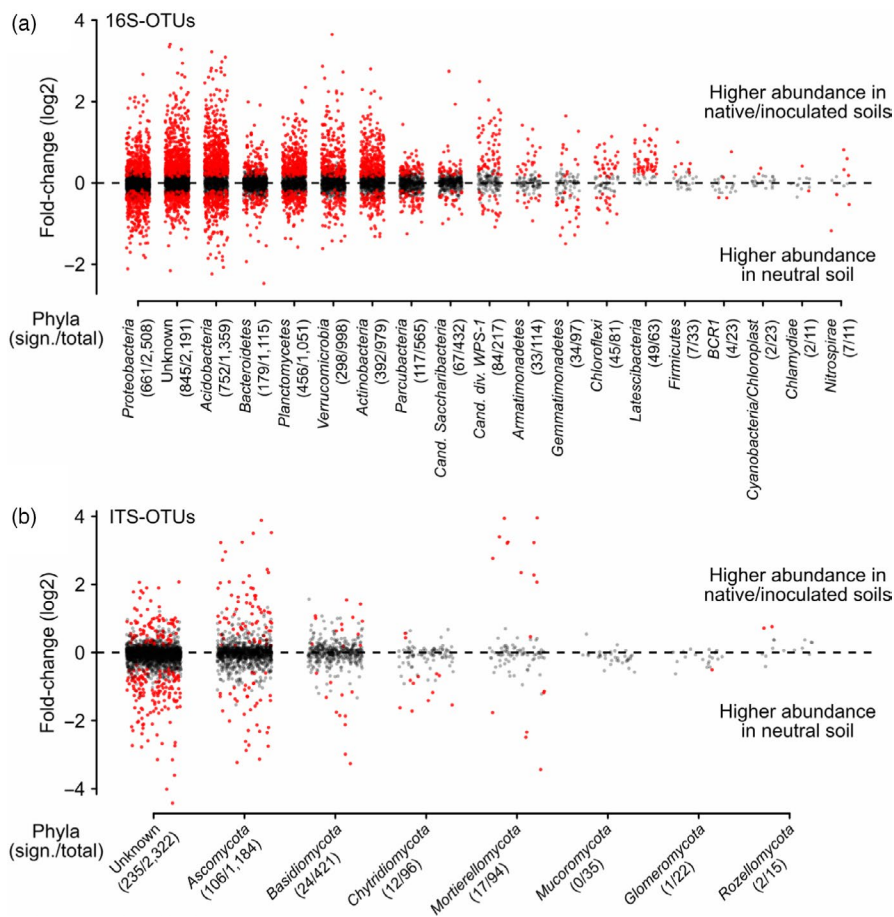 (a)
16S-OTUs
4
2
0
−2
Fold-change (log2)
Higher abundance in
native/inoculated soils
Higher abundance
in neutral soil
Phyla
(sign./total)
Proteobacteria
(661/2,508)
Unknown
(845/2,191)
Acidobacteria
(752/1,359)
Bacteroidetes
(179/1,115)
Planctomycetes
(456/1,051)
Verrucomicrobia
(298/998)
Actinobacteria
(392/979)
Parcubacteria
(117/565)
Cand. Saccharibacteria
(67/432)
Cand. div. WPS-1
(84/217)
Armatimonadetes
(33/114)
Gemmatimonadetes
(34/97)
Chloroflexi
(45/81)
Latescibacteria
(49/63)
Firmicutes
(7/33)
BCR1
(4/23)
Cyanobacteria/Chloroplast
(2/23)
Chlamydiae
(2/11)
Nitrospirae
(7/11)
(b)
ITS-OTUs
4
2
0
−2
−4
Fold-change (log2)
Higher abundance in
native/inoculated soils
Higher abundance
in neutral soil
Phyla
(sign./total)
Unknown
(235/2,322)
Ascomycota
(106/1,184)
Basidiomycota
(24/421)
Chytridiomycota
(12/96)
Mortierellomycota
(17/94)
Mucoromycota
(0/35)
Glomeromycota
(1/22)
Rozellomycota
(2/15)